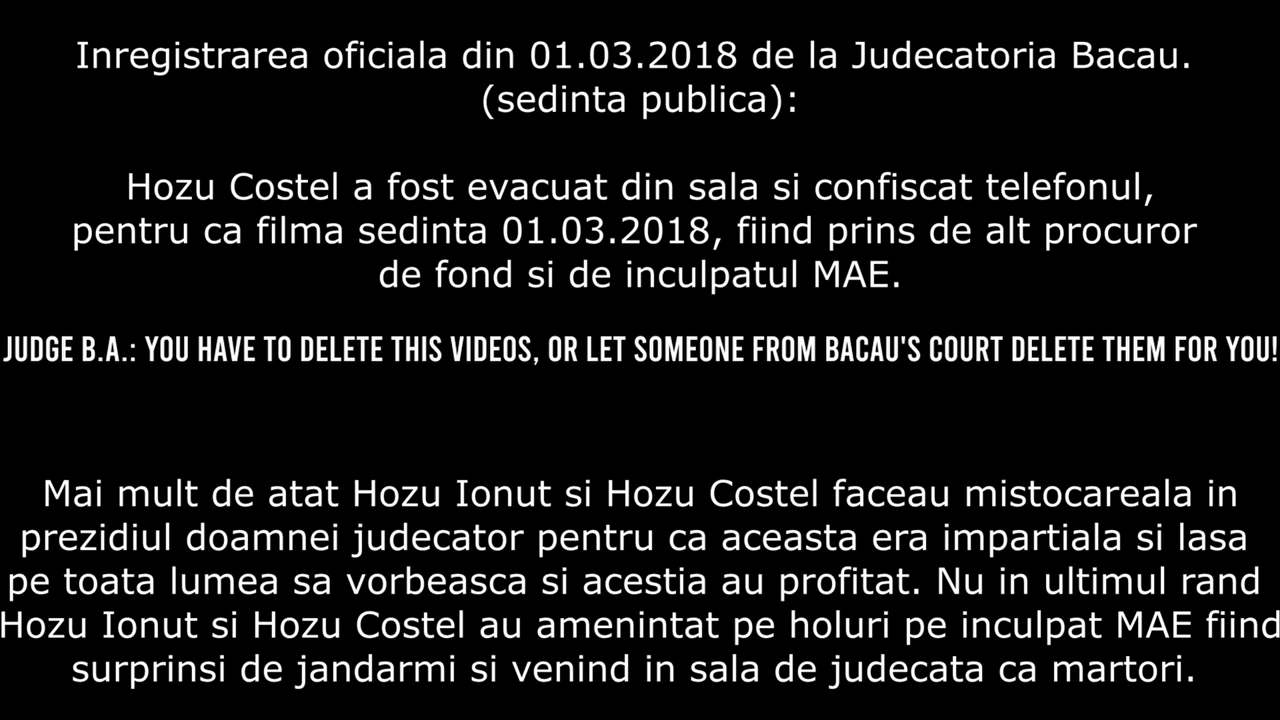 Inregistrarea oficiala din 01.03.2018 de la Judecatoria Bacau.
(sedinta publica):
Hozu Costel a fost evacuat din sala si confiscat telefonul,
pentru ca filma sedinta 01.03.2018, fiind prins de alt procuror
de fond si de inculpatul MAE.
JUDGE B.A.: YOU HAVE TO DELETE THIS VIDEOS, OR LET SOMEONE FROM BACAU'S COURT DELETE THEM FOR YOU!
Mai mult de atat Hozu Ionut si Hozu Costel faceau mistocareala in
prezidiul doamnei judecator pentru ca aceasta era impartiala si lasa
pe toata lumea sa vorbeasca si acestia au profitat. Nu in ultimul rand
Hozu Ionut si Hozu Costel au amenintat pe holuri pe inculpat MAE fiind
surprinsi de jandarmi si venind in sala de judecata ca martori.